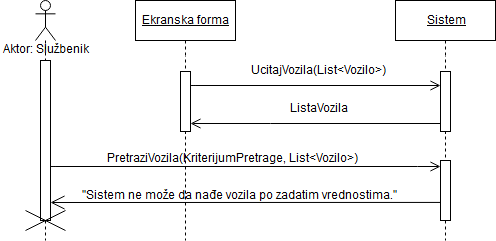 Ekranska forma
Sistem
Aktor: Službenik
UcitajVozila(List<Vozilo>)
ListaVozila
PretraziVozila(KriterijumPretrage, List<Vozilo>)
"Sistem ne može da nađe vozila po zadatim vrednostima."